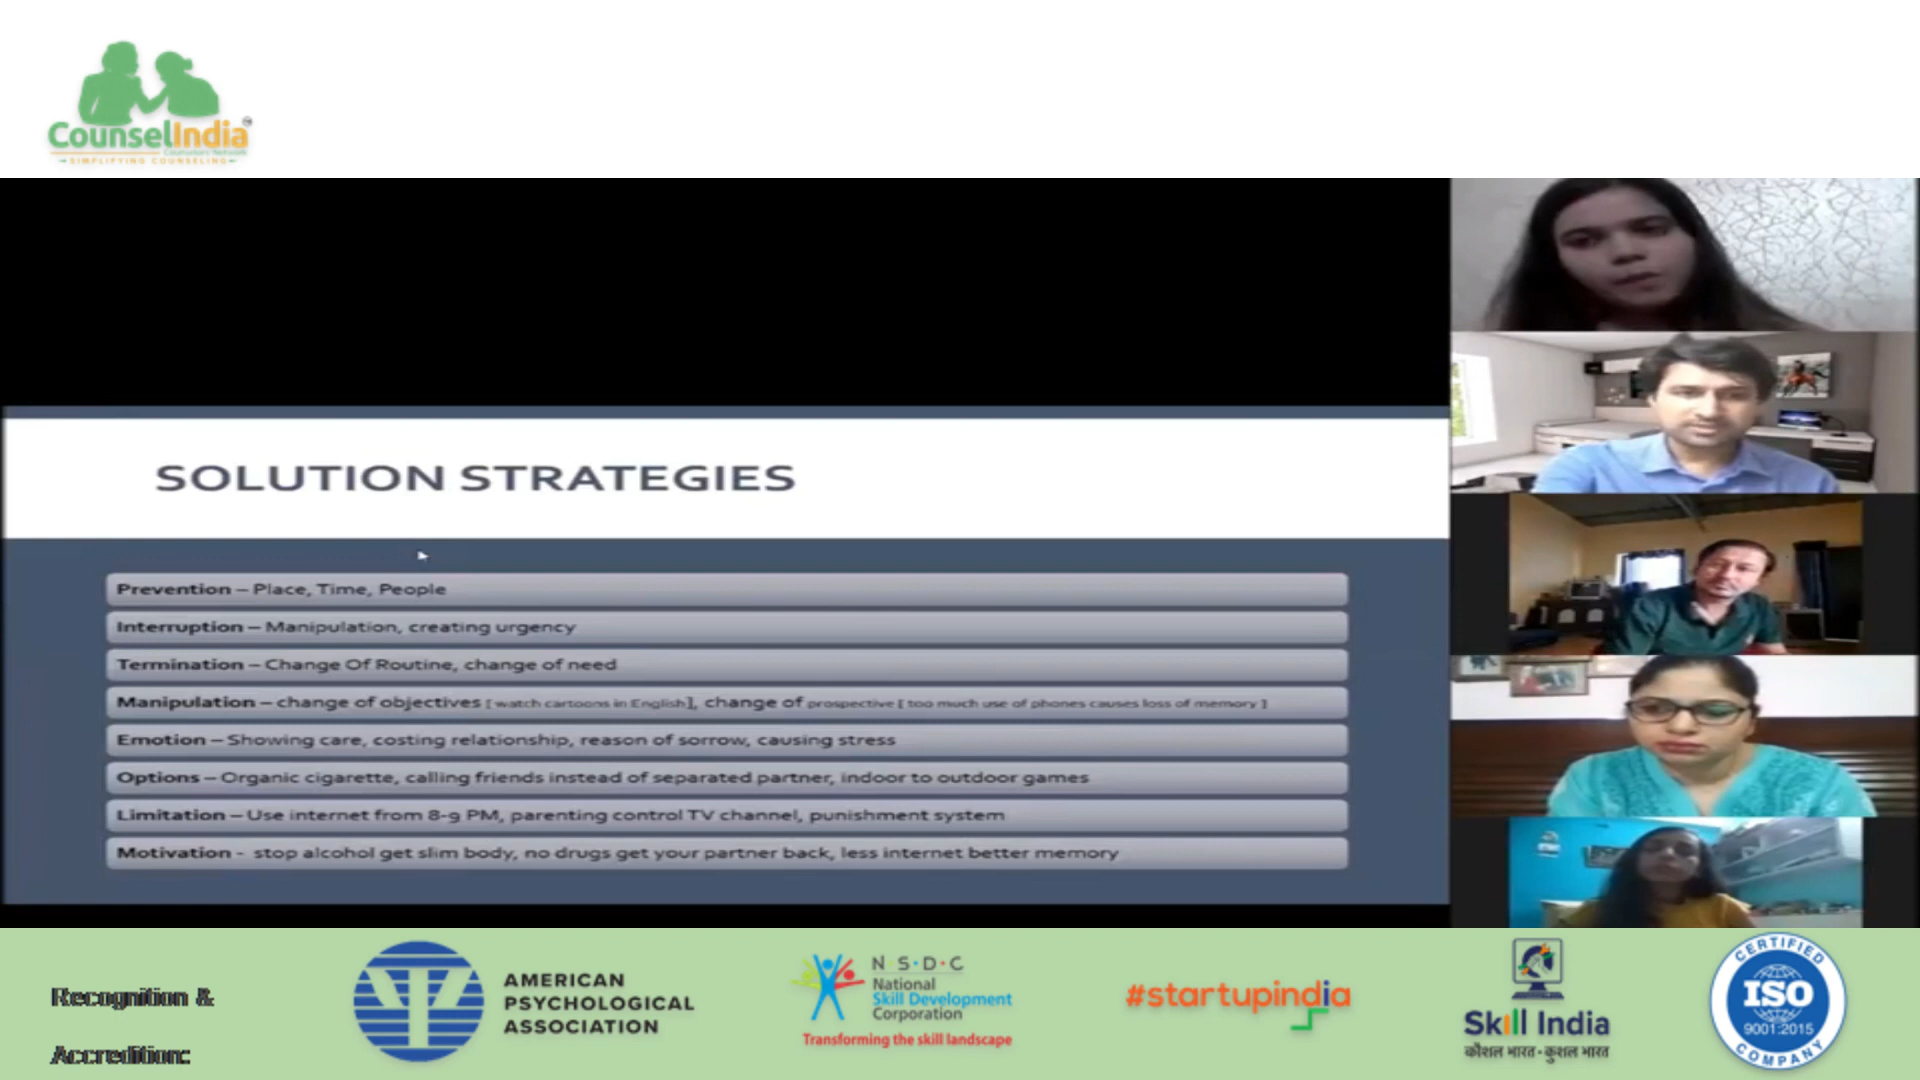 CounselIndia
Counselors Network
SIMPLIFYING COUNSELING
SOLUTION STRATEGIES
Prevention – Place, Time, People
Interruption – Manipulation, creating urgency
Termination – Change Of Routine, change of need
Manipulation – change of objectives [ watch cartoons in English], change of prospective [ too much use of phones causes loss of memory ]
Emotion – Showing care, costing relationship, reason of sorrow, causing stress
Options – Organic cigarette, calling friends instead of separated partner, indoor to outdoor games
Limitation – Use internet from 8-9 PM, parenting control TV channel, punishment system
Motivation - stop alcohol get slim body, no drugs get your partner back, less internet better memory
Recognition &
Accredition:
AMERICAN
PSYCHOLOGICAL
ASSOCIATION
N·S·D·C
National
Skill Development
Corporation
Transforming the skill landscape
#startupindia
Skill India
कौशल भारत - कुशल भारत
CERTIFIED
ISO
9001:2015
COMPANY